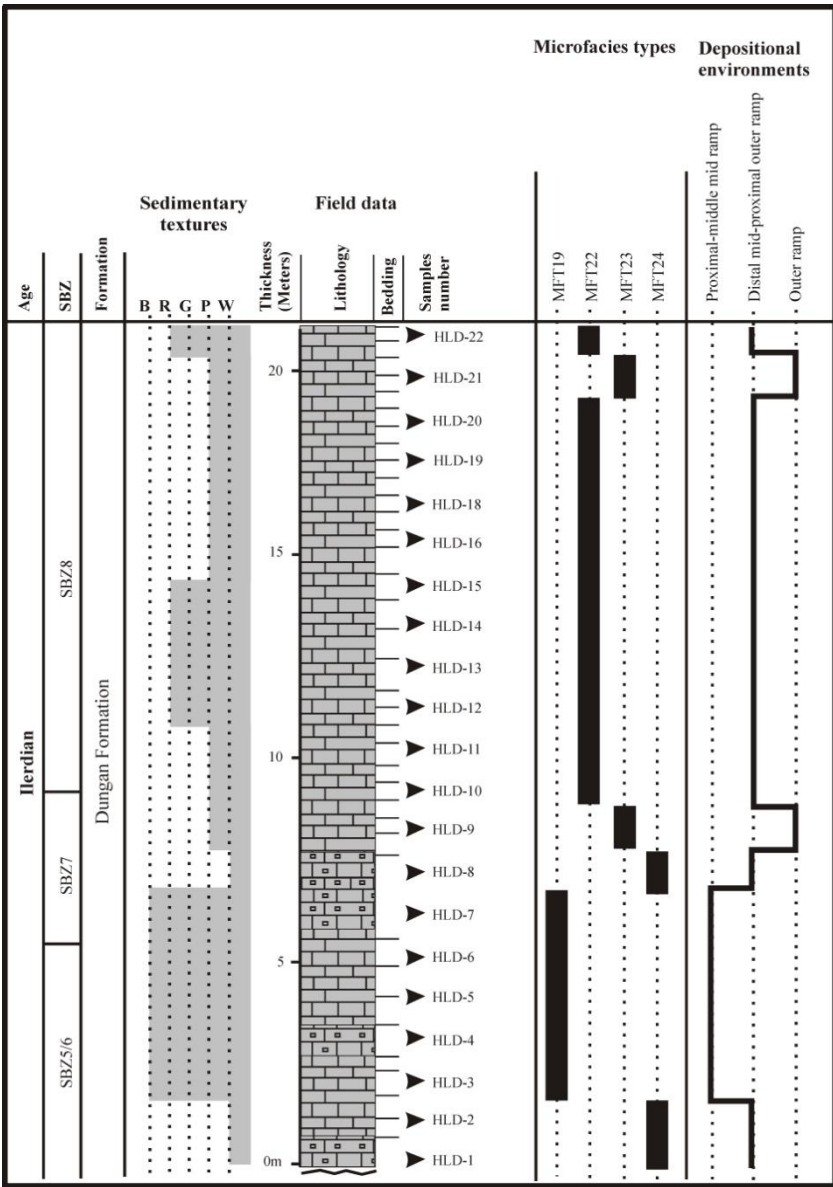 Microfacies types
Depositional
environments
Sedimentary
textures
Field data
Age
SBZ
Formation
B R G P W
Thickness
(Meters)
Lithology
Bedding
Samples
number
MFT19
MFT22
MFT23
MFT24
Proximal-middle mid ramp
Distal mid-proximal outer ramp
Outer ramp
HLD-22
20
HLD-21
HLD-20
HLD-19
HLD-18
HLD-16
15
HLD-15
HLD-14
HLD-13
HLD-12
HLD-11
10
HLD-10
HLD-9
HLD-8
HLD-7
HLD-6
5
HLD-5
HLD-4
HLD-3
HLD-2
0m
HLD-1
Ilerdian
SBZ8
SBZ7
SBZ5/6
Dungan Formation